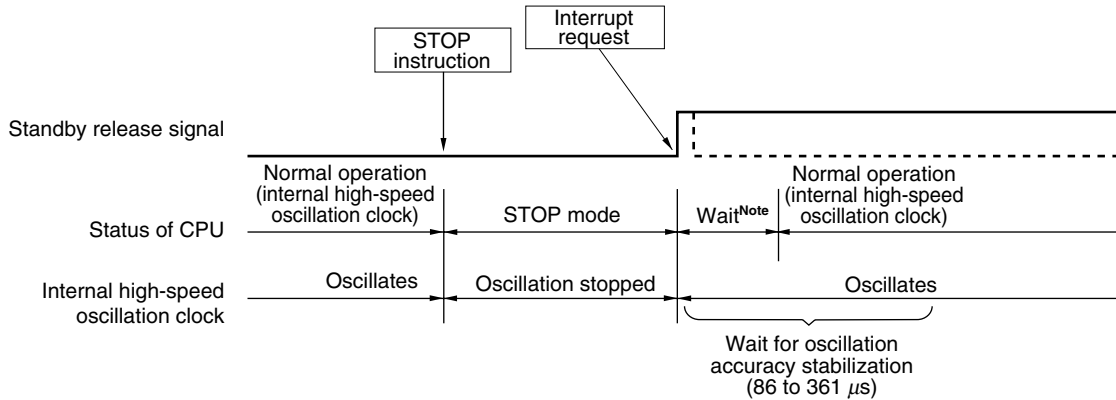 Interrupt
request
STOP
instruction
Standby release signal
Normal operation
(internal high-speed
oscillation clock)
Normal operation
(internal high-speed
oscillation clock)
Status of CPU
STOP mode
WaitNote
Internal high-speed
oscillation clock
Oscillates
Oscillation stopped
Oscillates
Wait for oscillation
accuracy stabilization
(86 to 361 μs)